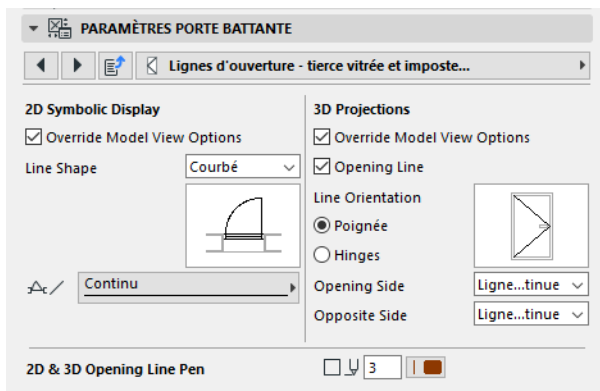 PARAMÈTRES PORTE BATTANTE
Lignes d'ouverture - tierce vitrée et imposte...
2D Symbolic Display
Override Model View Options
Line Shape
Courbé
Continu
3D Projections
Override Model View Options
Opening Line
Line Orientation
Poignée
Hinges
Opening Side
Ligne...tinue
Opposite Side
Ligne...tinue
2D & 3D Opening Line Pen
3